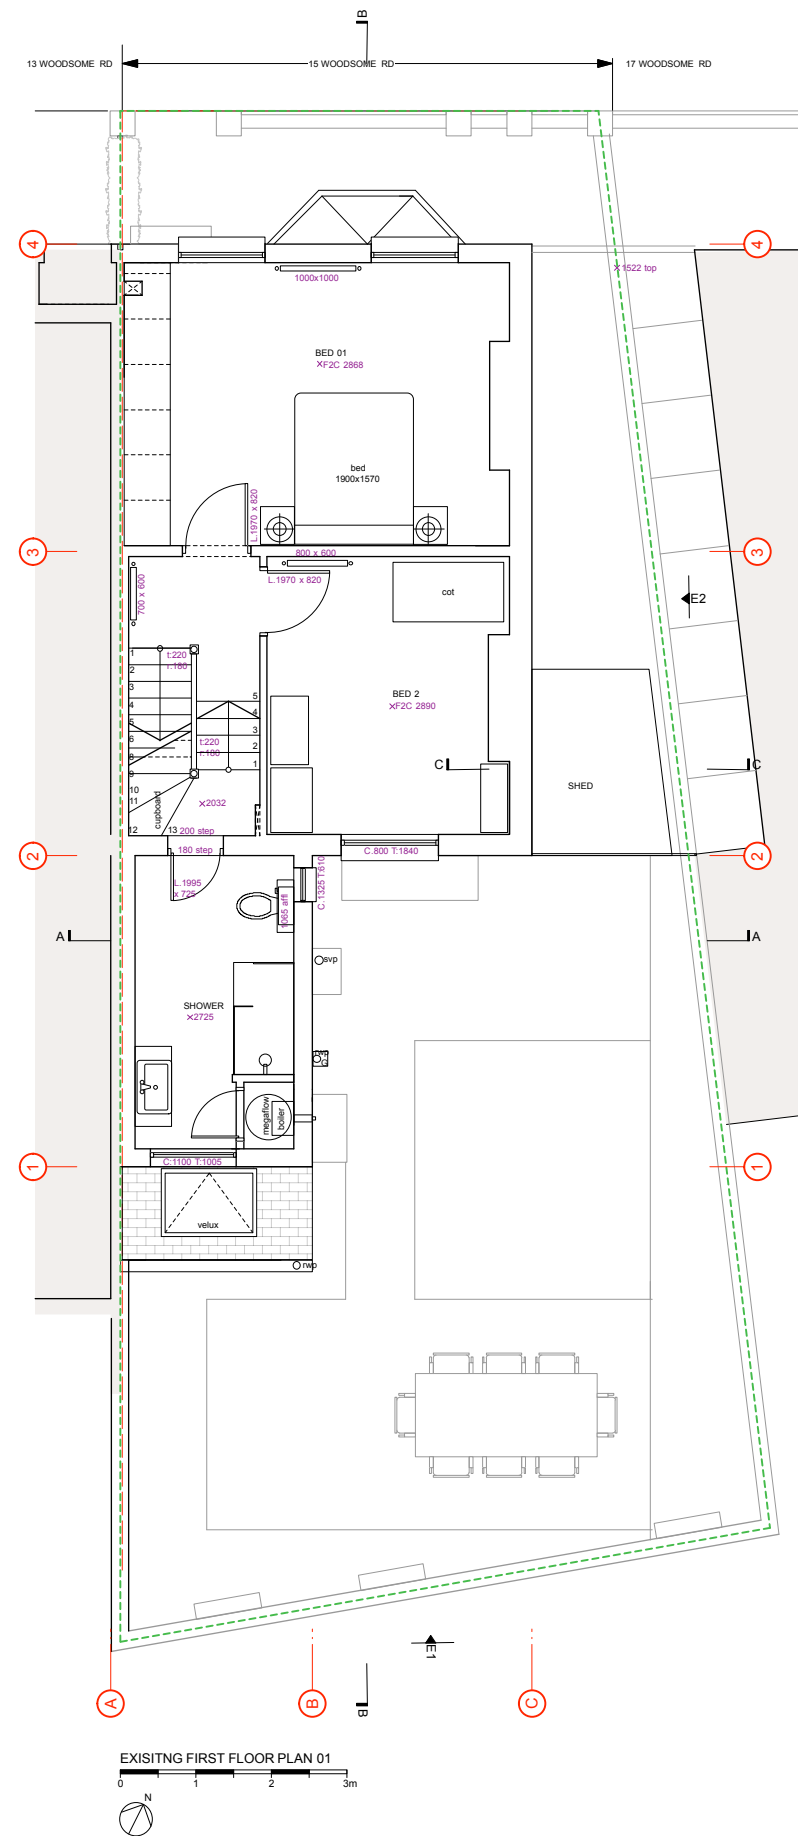 B
13 WOODSOME RD
15 WOODSOME RD
17 WOODSOME RD
4
4
1522 top
1000x1000
BED 01
F2C 2868
bed
1900x1570
L.1970 x 820
3
3
800 x 600
L.1970 x 820
700 x 600
cot
E2
1
2
3
4
5
6
8
9
10
11
12
13
t:220
r:180
5
4
3
2
1
t:220
r:180
BED 2
F2C 2890
C
C
SHED
cupboard
2032
200 step
180 step
2
2
C.800 T:1840
L.1995
x 725
C:1325 T:610
1065 affl
A
A
svp
SHOWER
2725
rwp
G
megaflow
boiler
1
1
C:1100 T:1005
velux
rwp
E1
A
B
C
B
EXISITNG FIRST FLOOR PLAN 01
0 1 2 3m
N